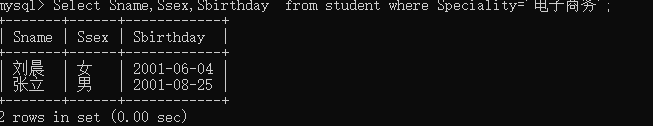 mysql> Select Sname,Ssex,Sbirthday  from student where Speciality='电子商务';
+-------+------+------------+
| Sname | Ssex | Sbirthday  |
+-------+------+------------+
| 刘晨  | 女   | 2001-06-04 |
| 张立  | 男   | 2001-08-25 |
+-------+------+------------+
2 rows in set (0.00 sec)